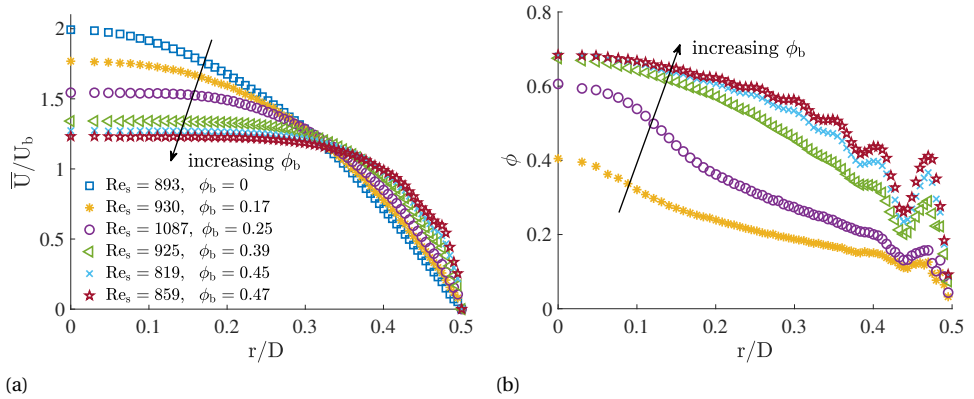 2
1.5
1
0.5
0
U̅/U_b
increasing ϕ_b
Re_s = 893, ϕ_b = 0
Re_s = 930, ϕ_b = 0.17
Re_s = 1087, ϕ_b = 0.25
Re_s = 925, ϕ_b = 0.39
Re_s = 819, ϕ_b = 0.45
Re_s = 859, ϕ_b = 0.47
0 0.1 0.2 0.3 0.4 0.5
r/D
(a)
0.8
0.6
0.4
0.2
0
ϕ
increasing ϕ_b
0 0.1 0.2 0.3 0.4 0.5
r/D
(b)